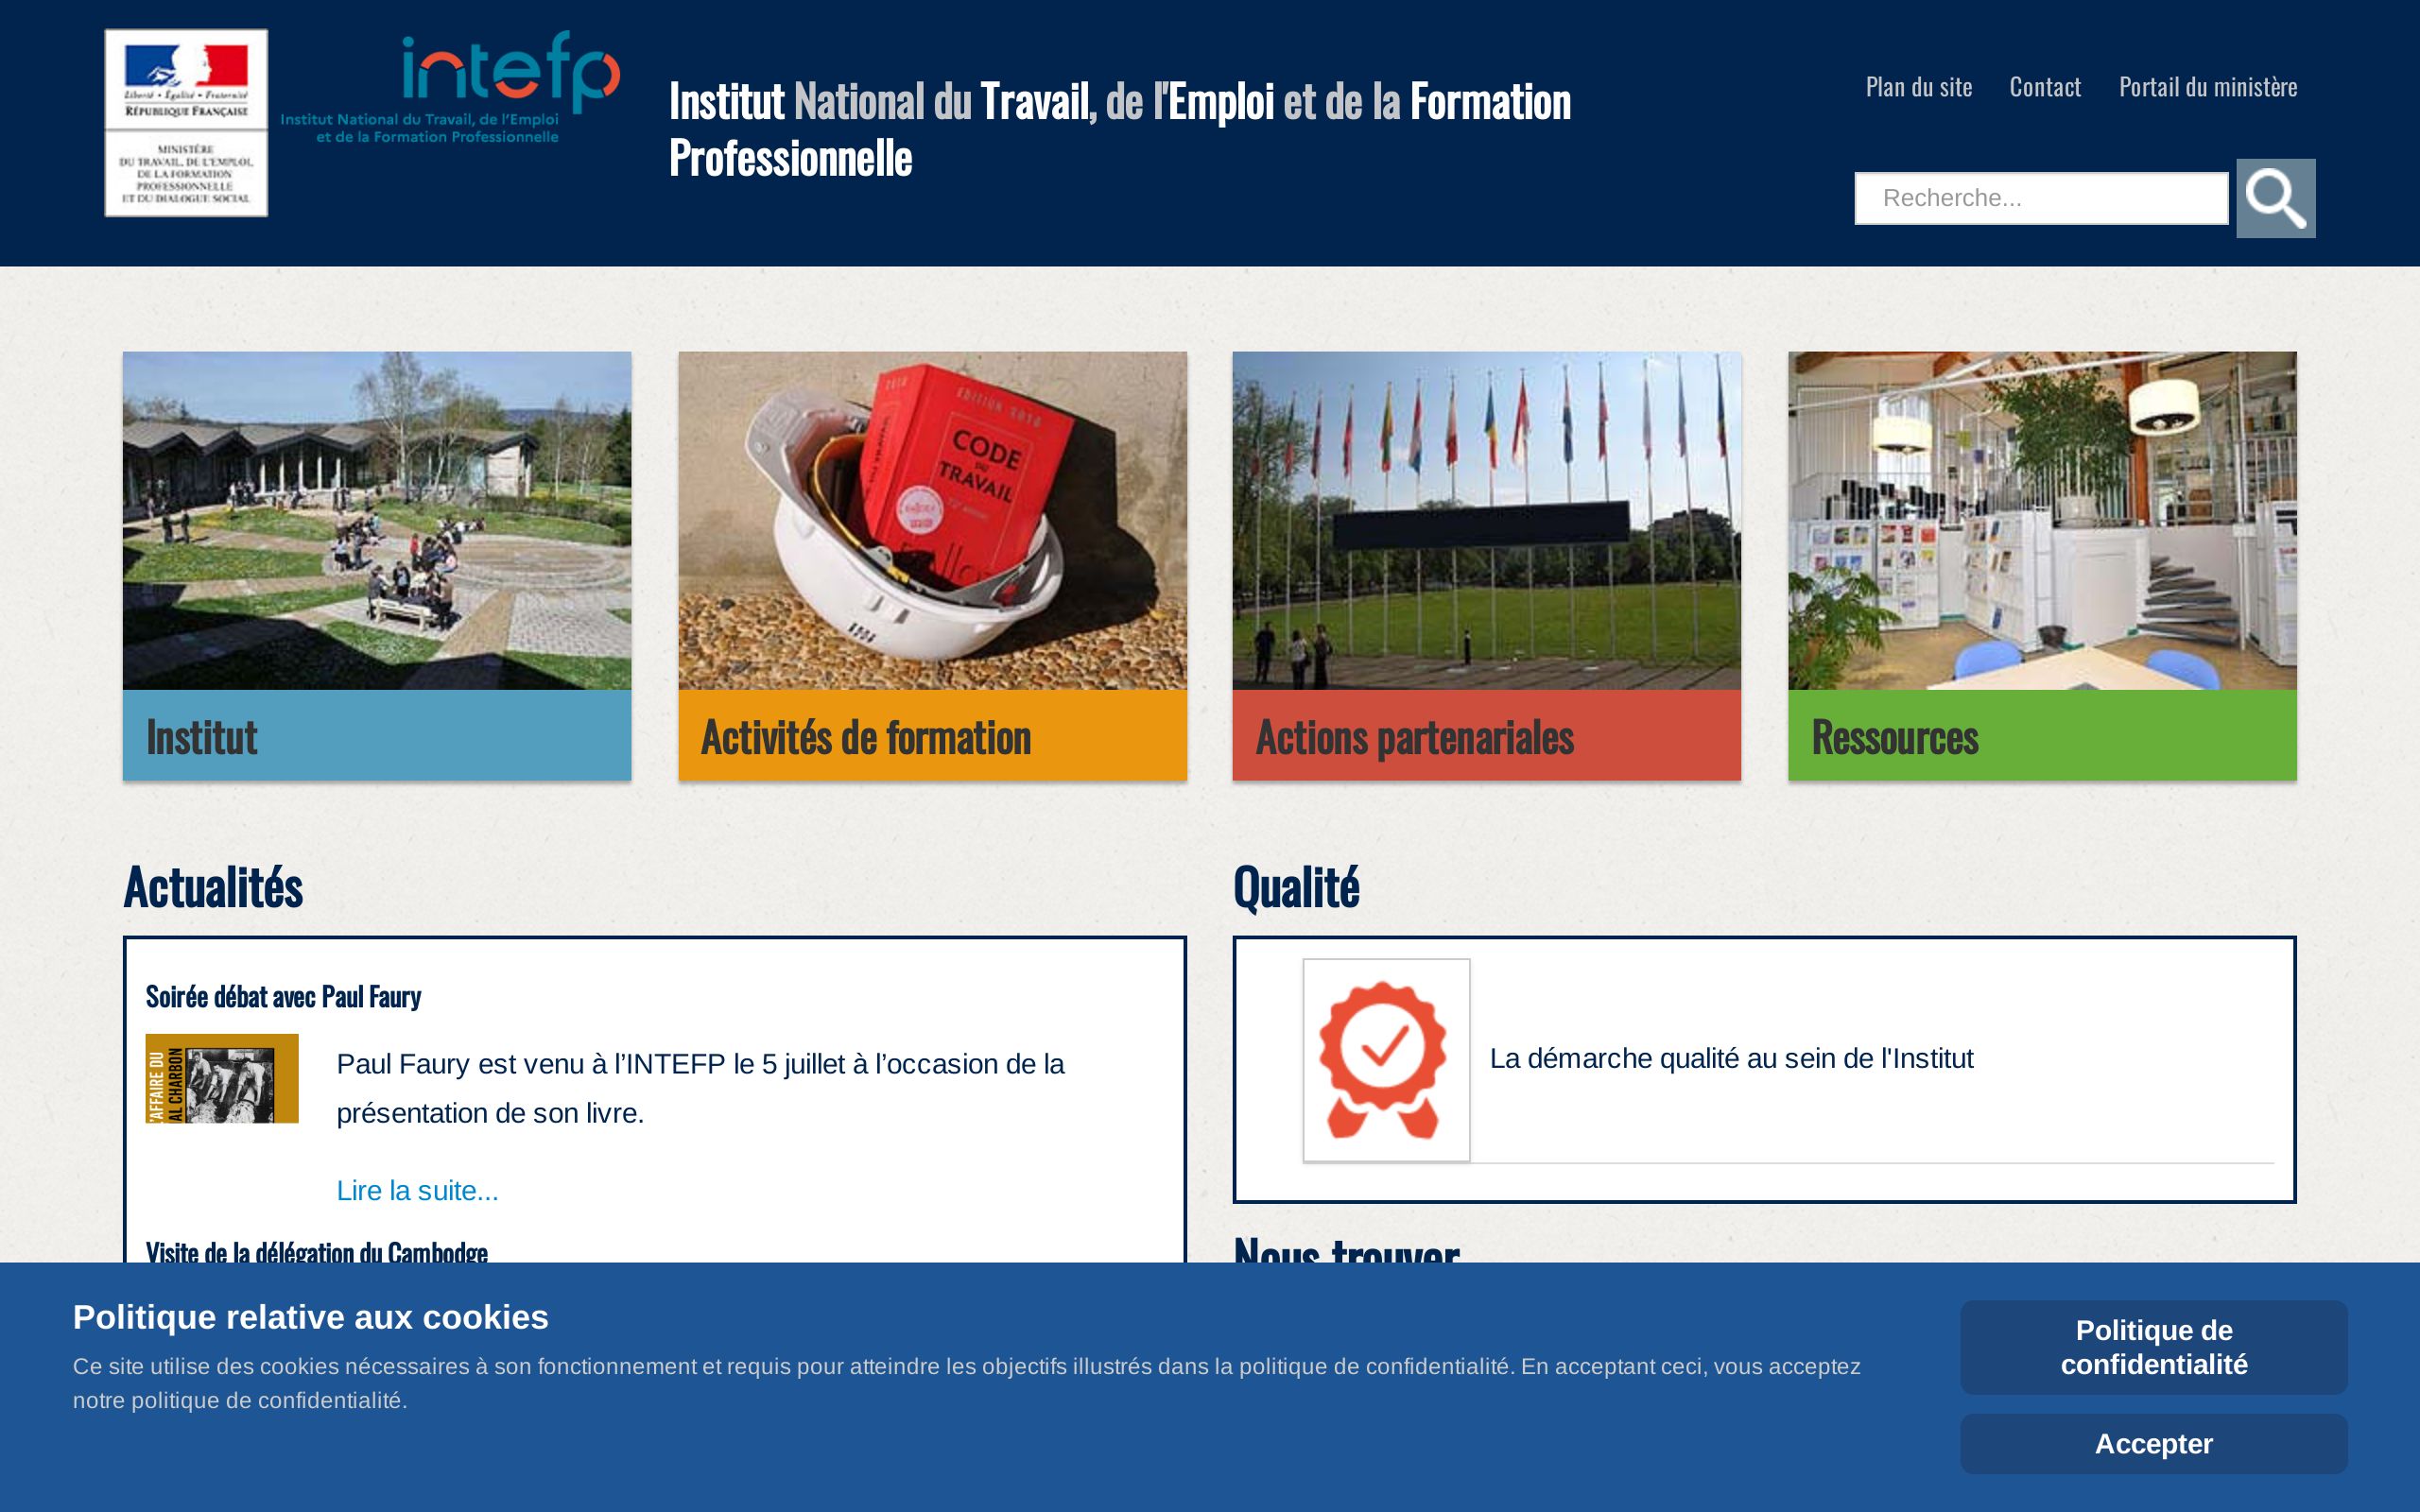 Liberté • Égalité • Fraternité
RÉPUBLIQUE FRANÇAISE
MINISTÈRE
DU TRAVAIL, DE L'EMPLOI,
DE LA FORMATION
PROFESSIONNELLE
ET DU DIALOGUE SOCIAL
intefp
Institut National du Travail, de l'Emploi
et de la Formation Professionnelle
Institut National du Travail, de l'Emploi et de la Formation
Professionnelle
Plan du site Contact Portail du ministère
Recherche...
2010 EDITION 2010
CODE
DU
TRAVAIL
Institut
Activités de formation
Actions partenariales
Ressources
Actualités
Soirée débat avec Paul Faury
'AFFAIRE DU
AL CHARBON
Paul Faury est venu à l’INTEFP le 5 juillet à l’occasion de la
présentation de son livre.
Lire la suite...
Visite de la délégation du Cambodge
Qualité
La démarche qualité au sein de l'Institut
Nous trouver
Politique relative aux cookies
Ce site utilise des cookies nécessaires à son fonctionnement et requis pour atteindre les objectifs illustrés dans la politique de confidentialité. En acceptant ceci, vous acceptez
notre politique de confidentialité.
Politique de
confidentialité
Accepter